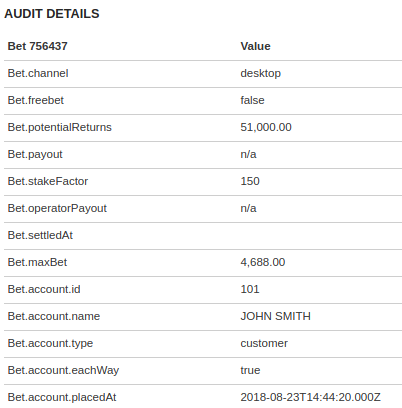 AUDIT DETAILS
Bet 756437 Value
Bet.channel desktop
Bet.freebet false
Bet.potentialReturns 51,000.00
Bet.payout n/a
Bet.stakeFactor 150
Bet.operatorPayout n/a
Bet.settledAt
Bet.maxBet 4,688.00
Bet.account.id 101
Bet.account.name JOHN SMITH
Bet.account.type customer
Bet.account.eachWay true
Bet.account.placedAt 2018-08-23T14:44:20.000Z